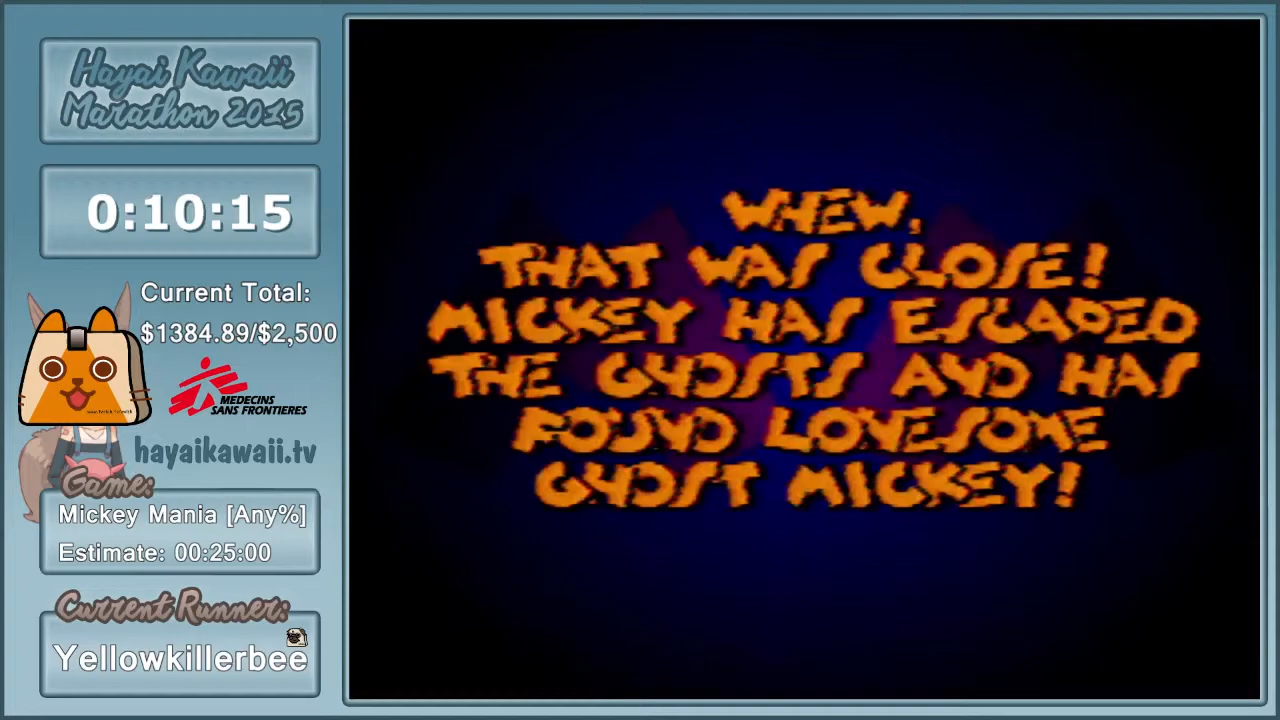 Hayai Kawaii
Marathon 2015
0:10:15
Current Total:
$1384.89/$2,500
MEDECINS
SANS FRONTIERES
hayaikawaii.tv
Game:
Mickey Mania [Any%]
Estimate: 00:25:00
Current Runner:
Yellowkillerbee
WHEW,
THAT WAS CLOSE!
MICKEY HAS ESCAPED
THE GHOSTS AND HAS
FOUND LONESOME
GHOST MICKEY!